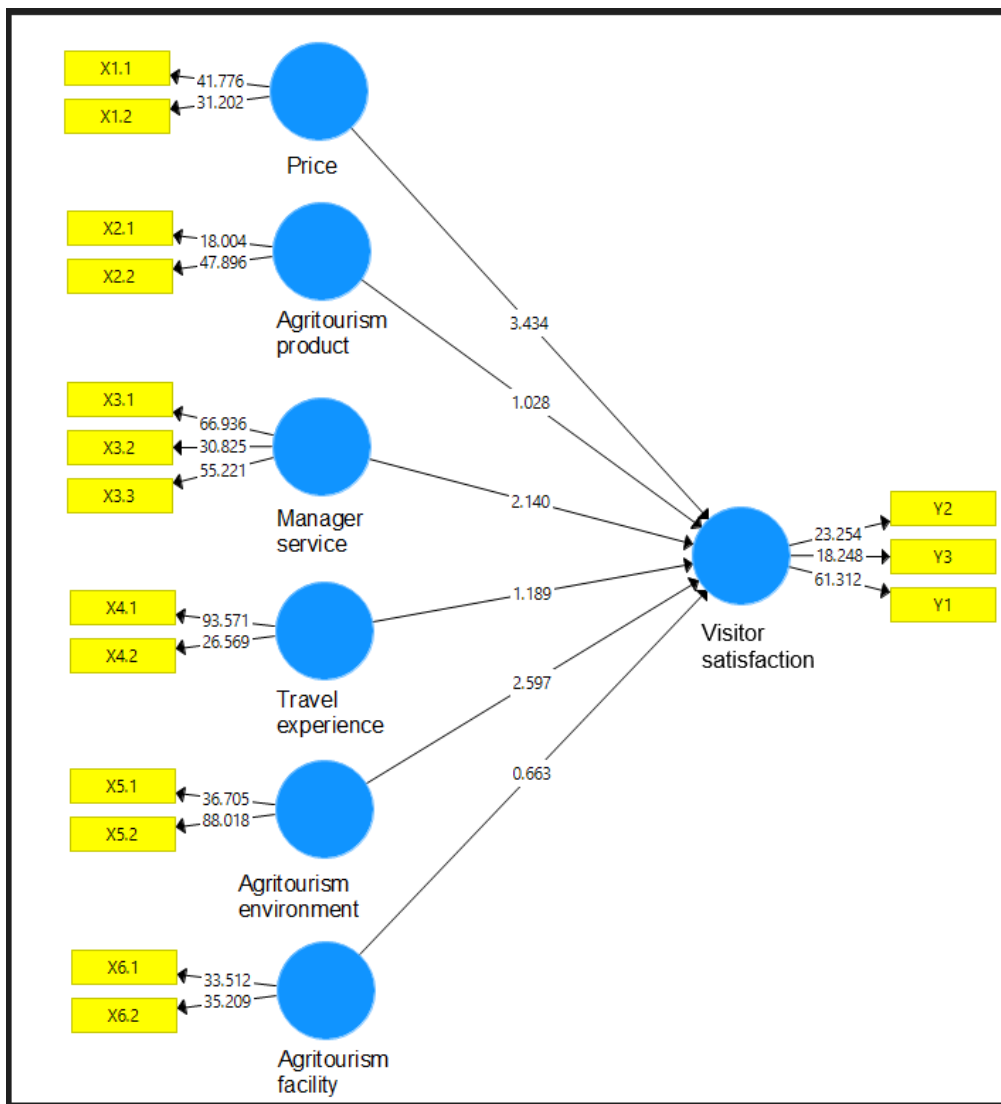 X1.1
41.776
31.202
X1.2
Price
X2.1
18.004
47.896
X2.2
Agritourism
product
3.434
1.028
X3.1
66.936
X3.2
30.825
55.221
X3.3
Manager
service
2.140
Y2
23.254
18.248
Y3
61.312
Y1
Visitor
satisfaction
X4.1
93.571
26.569
X4.2
Travel
experience
1.189
2.597
X5.1
36.705
88.018
X5.2
Agritourism
environment
0.663
X6.1
33.512
35.209
X6.2
Agritourism
facility